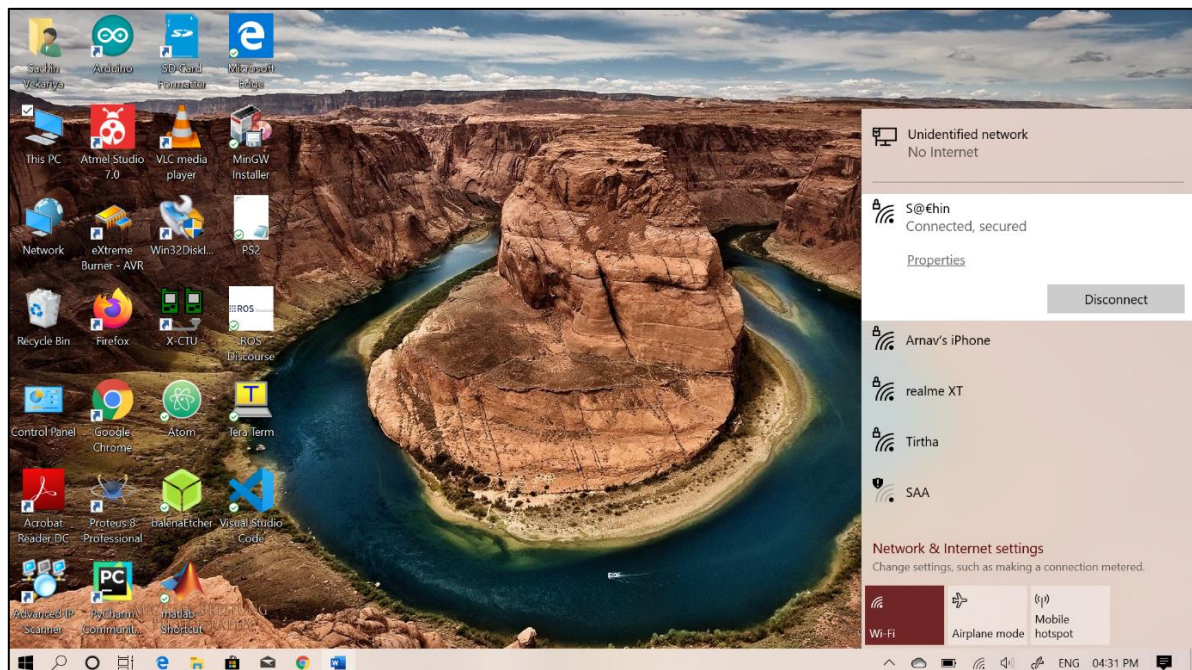 Sachin
Vekariya
Arduino
SD Card
Formatter
Microsoft
Edge
This PC
Atmel Studio
7.0
VLC media
player
MinGW
Installer
Network
eXtreme
Burner - AVR
Win32DiskI...
PS2
Recycle Bin
Firefox
X-CTU
ROS
ROS
Discourse
Control Panel
Google
Chrome
Atom
Tera Term
Acrobat
Reader DC
Proteus 8
Professional
balenaEtcher
Visual Studio
Code
Advanced IP
Scanner
PC
PyCharm
Communit...
matlab
Shortcut
Unidentified network
No Internet
S@€hin
Connected, secured
Properties
Disconnect
Arnav's iPhone
realme XT
Tirtha
SAA
Network & Internet settings
Change settings, such as making a connection metered.
Wi-Fi
Airplane mode
Mobile
hotspot
ENG
04:31 PM